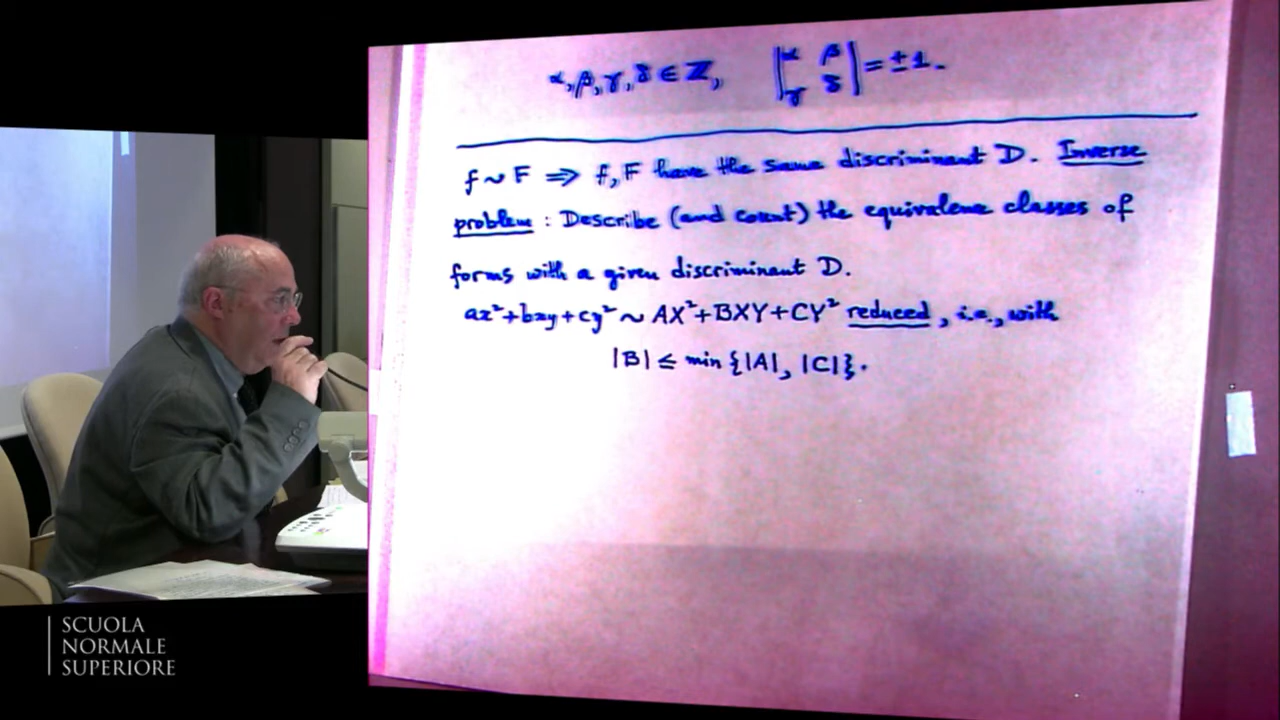 α, β, γ, δ ∈ Z, |α β γ δ| = ±1.
f ~ F ⇒ f, F have the same discriminant D. Inverse
problem : Describe (and count) the equivalence classes of
forms with a given discriminant D.
ax²+bxy+cy² ~ AX²+BXY+CY² reduced, i.e., with
|B| ≤ min {|A|, |C|}.
SCUOLA
NORMALE
SUPERIORE